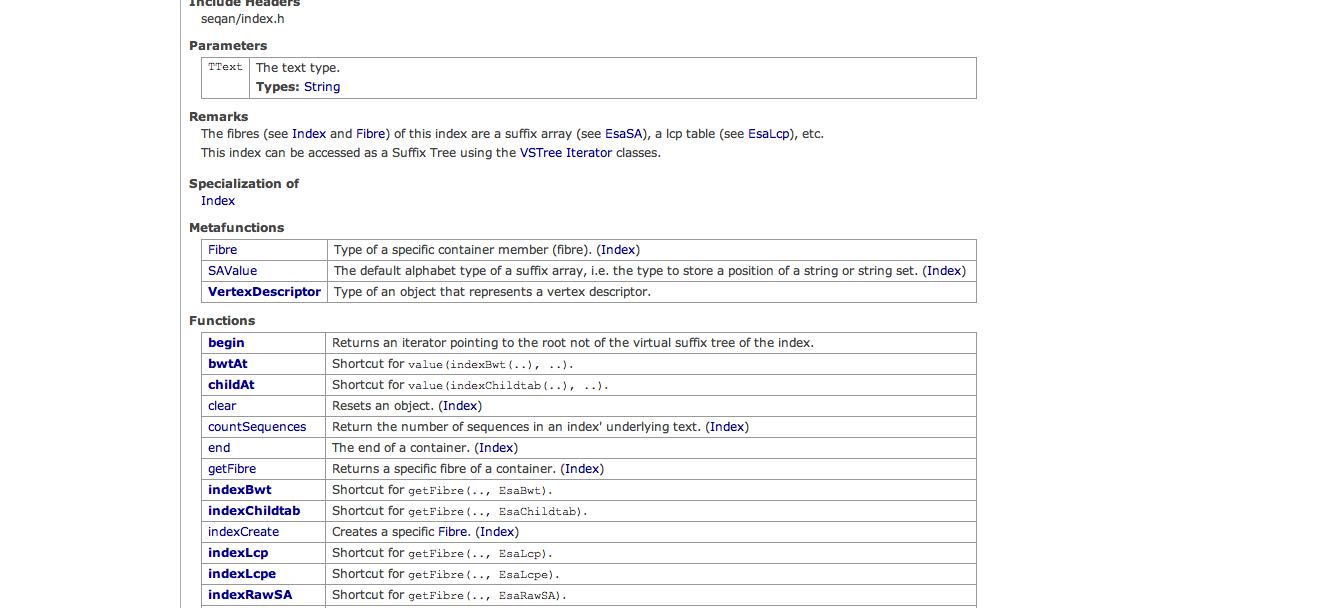 Include Headers
seqan/index.h
Parameters
TText The text type.
Types: String
Remarks
The fibres (see Index and Fibre) of this index are a suffix array (see EsaSA), a lcp table (see EsaLcp), etc.
This index can be accessed as a Suffix Tree using the VSTree Iterator classes.
Specialization of
Index
Metafunctions
Fibre Type of a specific container member (fibre). (Index)
SAValue The default alphabet type of a suffix array, i.e. the type to store a position of a string or string set. (Index)
VertexDescriptor Type of an object that represents a vertex descriptor.
Functions
begin Returns an iterator pointing to the root not of the virtual suffix tree of the index.
bwtAt Shortcut for value(indexBwt(..), ..).
childAt Shortcut for value(indexChildtab(..), ..).
clear Resets an object. (Index)
countSequences Return the number of sequences in an index' underlying text. (Index)
end The end of a container. (Index)
getFibre Returns a specific fibre of a container. (Index)
indexBwt Shortcut for getFibre(.., EsaBwt).
indexChildtab Shortcut for getFibre(.., EsaChildtab).
indexCreate Creates a specific Fibre. (Index)
indexLcp Shortcut for getFibre(.., EsaLcp).
indexLcpe Shortcut for getFibre(.., EsaLcpe).
indexRawSA Shortcut for getFibre(.., EsaRawSA).